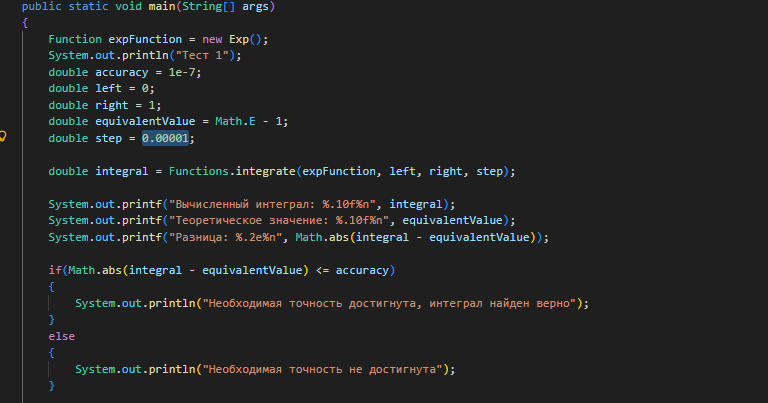 public static void main(String[] args)
{
Function expFunction = new Exp();
System.out.println("Тест 1");
double accuracy = 1e-7;
double left = 0;
double right = 1;
double equivalentValue = Math.E - 1;
double step = 0.00001;
double integral = Functions.integrate(expFunction, left, right, step);
System.out.printf("Вычисленный интеграл: %.10f%n", integral);
System.out.printf("Теоретическое значение: %.10f%n", equivalentValue);
System.out.printf("Разница: %.2e%n", Math.abs(integral - equivalentValue));
if(Math.abs(integral - equivalentValue) <= accuracy)
{
System.out.println("Необходимая точность достигнута, интеграл найден верно");
}
else
{
System.out.println("Необходимая точность не достигнута");
}